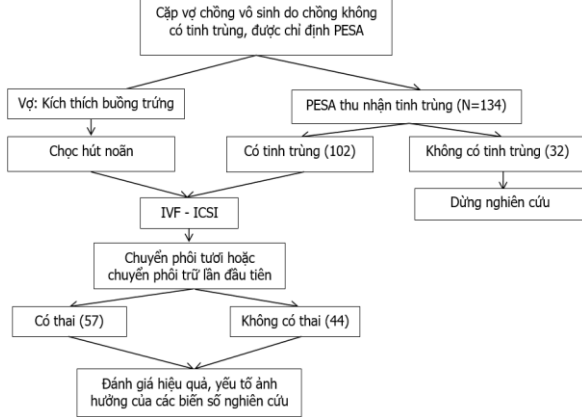 Cặp vợ chồng vô sinh do chồng không
có tinh trùng, được chỉ định PESA
Vợ: Kích thích buồng trứng
PESA thu nhận tinh trùng (N=134)
Chọc hút noãn
Có tinh trùng (102)
Không có tinh trùng (32)
IVF - ICSI
Dừng nghiên cứu
Chuyển phôi tươi hoặc
chuyển phôi trữ lần đầu tiên
Có thai (57)
Không có thai (44)
Đánh giá hiệu quả, yếu tố ảnh
hưởng của các biến số nghiên cứu